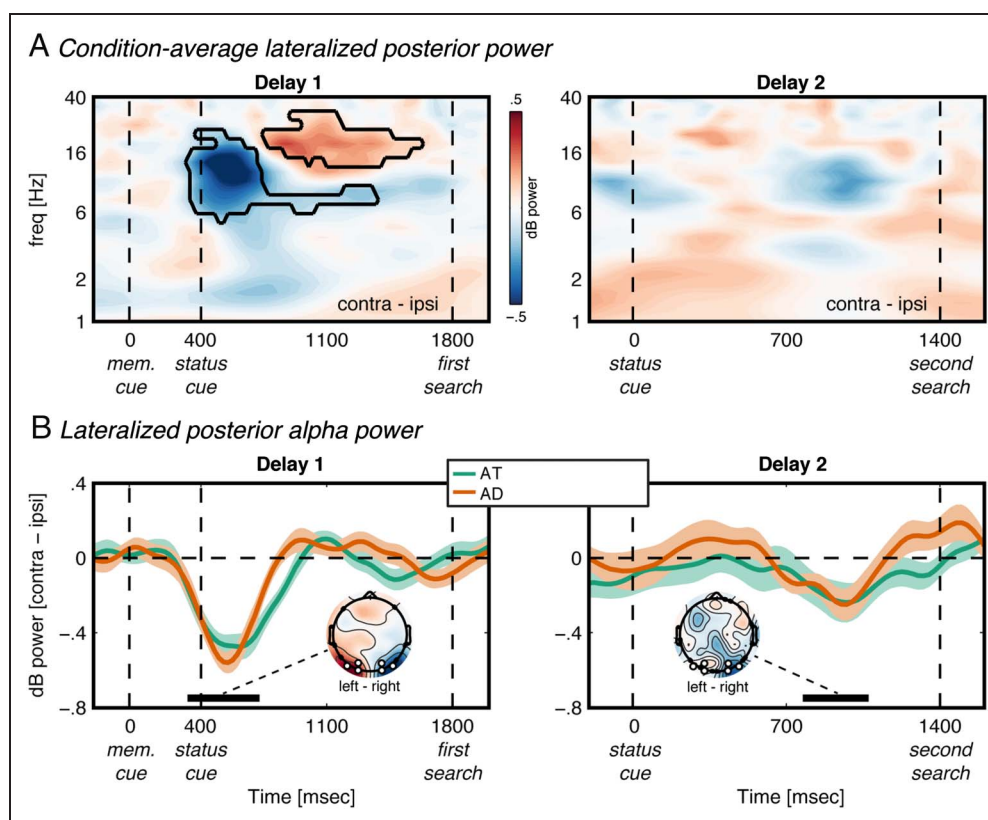 A Condition-average lateralized posterior power
Delay 1
Delay 2
40
16
6
2
1
freq [Hz]
contra - ipsi
.5
dB power
-.5
40
16
6
2
1
contra - ipsi
0
400
1100
1800
mem.
cue
status
cue
first
search
0
700
1400
status
cue
second
search
B Lateralized posterior alpha power
Delay 1
Delay 2
AT
AD
.4
0
-.4
-.8
dB power [contra – ipsi]
left - right
left - right
0
400
1100
1800
mem.
cue
status
cue
first
search
Time [msec]
0
700
1400
status
cue
second
search
Time [msec]